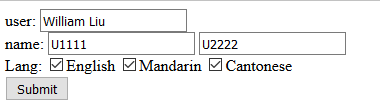 user: William Liu
name: U1111 U2222
Lang: English Mandarin Cantonese
Submit